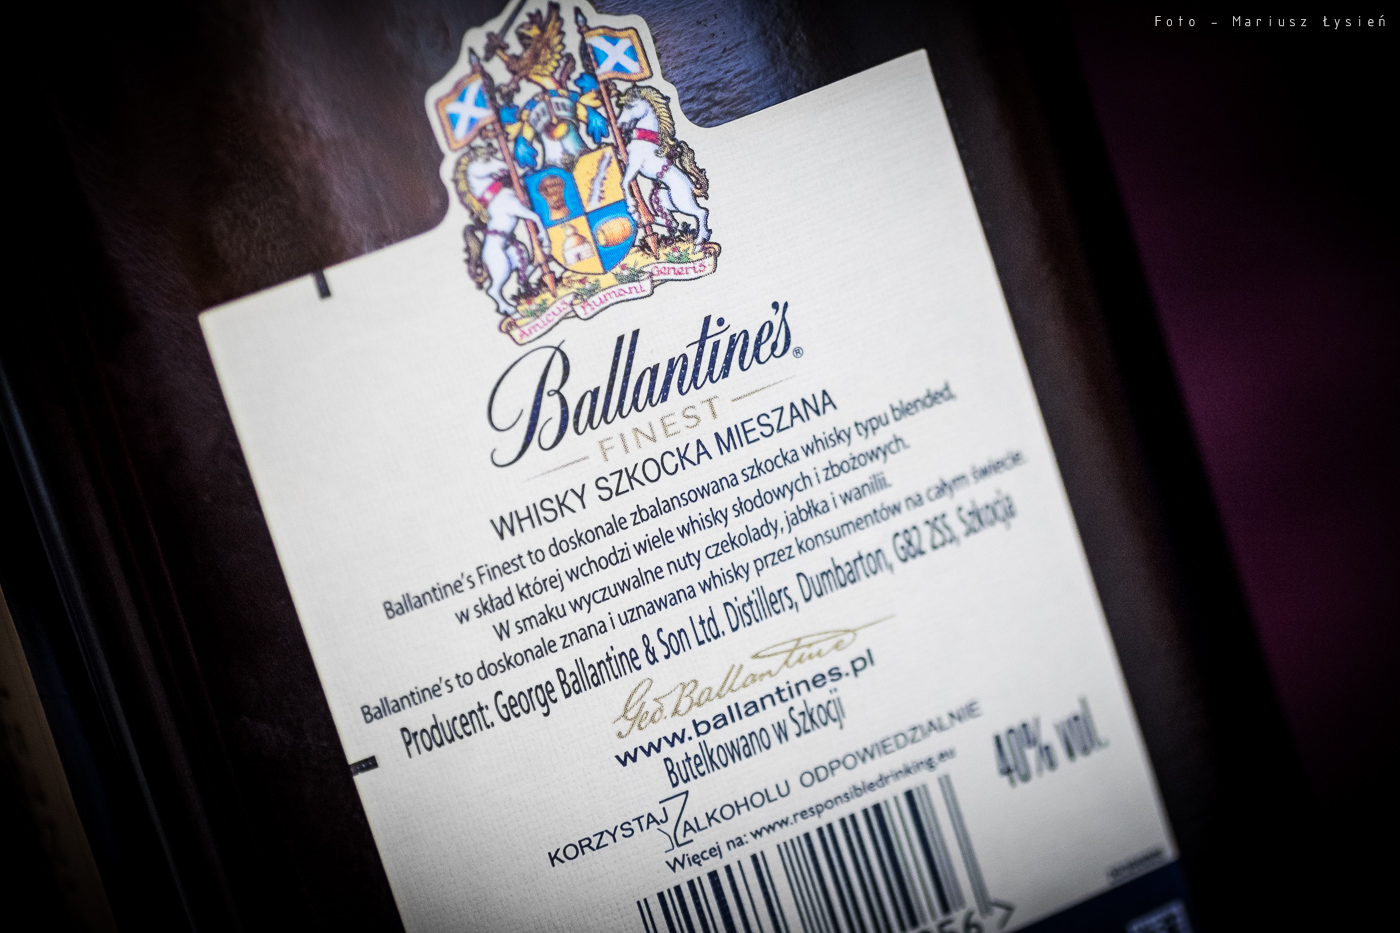 Foto - Mariusz Łysień
Amicus Humani Generis
Ballantine's®
FINEST
WHISKY SZKOCKA MIESZANA
Ballantine's Finest to doskonale zbalansowana szkocka whisky typu blended,
w skład której wchodzi wiele whisky słodowych i zbożowych.
W smaku wyczuwalne nuty czekolady, jabłka i wanilii.
Ballantine's to doskonale znana i uznawana whisky przez konsumentów na całym świecie.
Producent: George Ballantine & Son Ltd. Distillers, Dumbarton, G82 2SS, Szkocja
Geo. Ballantine
www.ballantines.pl
Butelkowano w Szkocji
KORZYSTAJ Z ALKOHOLU ODPOWIEDZIALNIE
40% vol.
Więcej na: www.responsibledrinking.eu